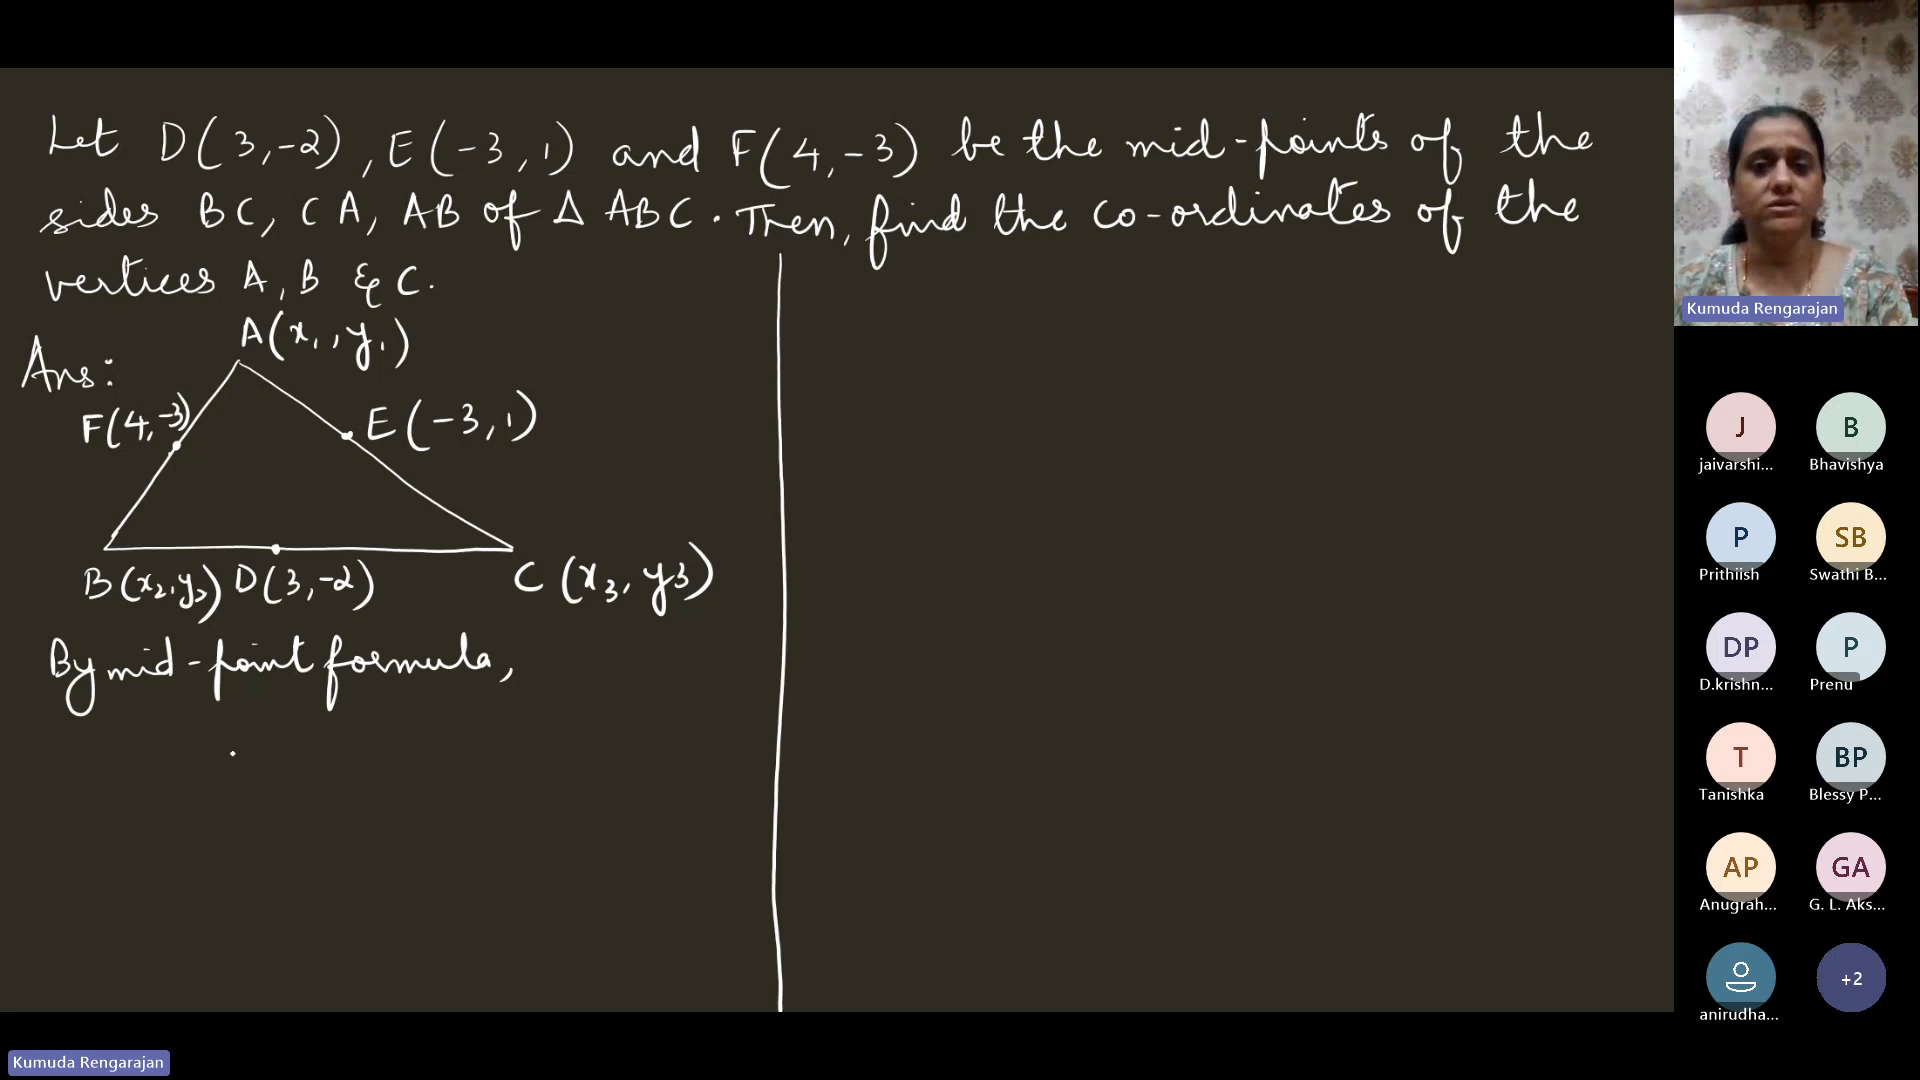 Let D(3,-2), E(-3,1) and F(4,-3) be the mid-points of the
sides BC, CA, AB of Δ ABC. Then, find the co-ordinates of the
vertices A, B & C.
Ans:
A(x₁, y₁)
F(4,-3)
E(-3,1)
B(x₂,y₂) D(3,-2)
C (x₃, y3)
By mid-point formula,
Kumuda Rengarajan
J
B
jaivarshi...
Bhavishya
P
SB
Prithiish
Swathi B...
DP
P
D.krishn...
Prenu
T
BP
Tanishka
Blessy P...
AP
GA
Anugrah...
G. L. Aks...
+2
anirudha...
Kumuda Rengarajan